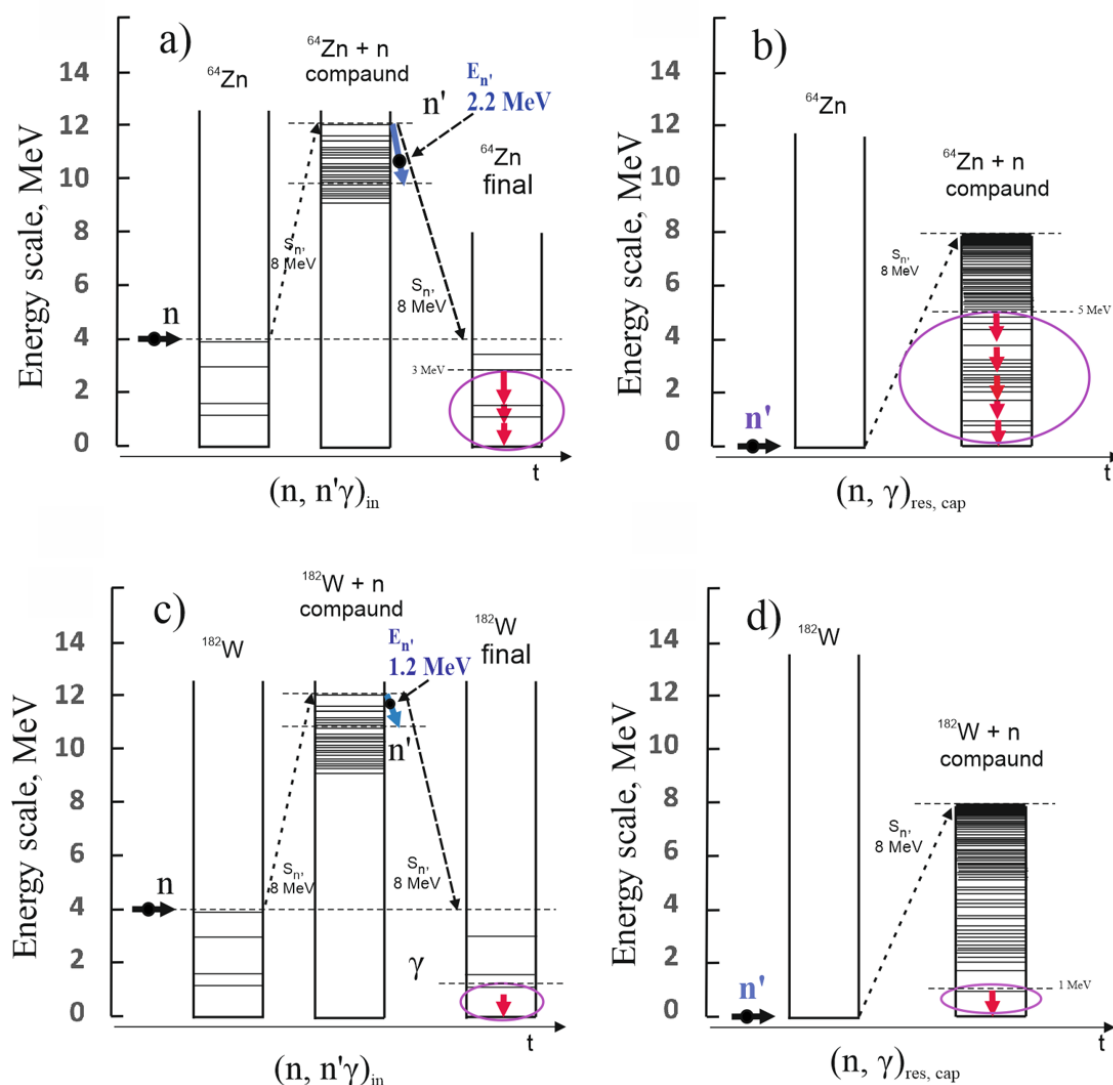 a)
Energy scale, MeV
14
12
10
8
6
4
2
0
⁶⁴Zn
⁶⁴Zn + n
compaund
Eₙ'
2.2 MeV
n'
⁶⁴Zn
final
n
Sₙ,
8 MeV
Sₙ,
8 MeV
3 MeV
t
(n, n'γ)in
b)
Energy scale, MeV
14
12
10
8
6
4
2
0
⁶⁴Zn
⁶⁴Zn + n
compaund
Sₙ,
8 MeV
5 MeV
n'
t
(n, γ)res, cap
c)
Energy scale, MeV
14
12
10
8
6
4
2
0
¹⁸²W
¹⁸²W + n
compaund
Eₙ'
1.2 MeV
n'
¹⁸²W
final
n
Sₙ,
8 MeV
Sₙ,
8 MeV
γ
t
(n, n'γ)in
d)
Energy scale, MeV
14
12
10
8
6
4
2
0
¹⁸²W
¹⁸²W + n
compaund
Sₙ,
8 MeV
1 MeV
n'
t
(n, γ)res, cap